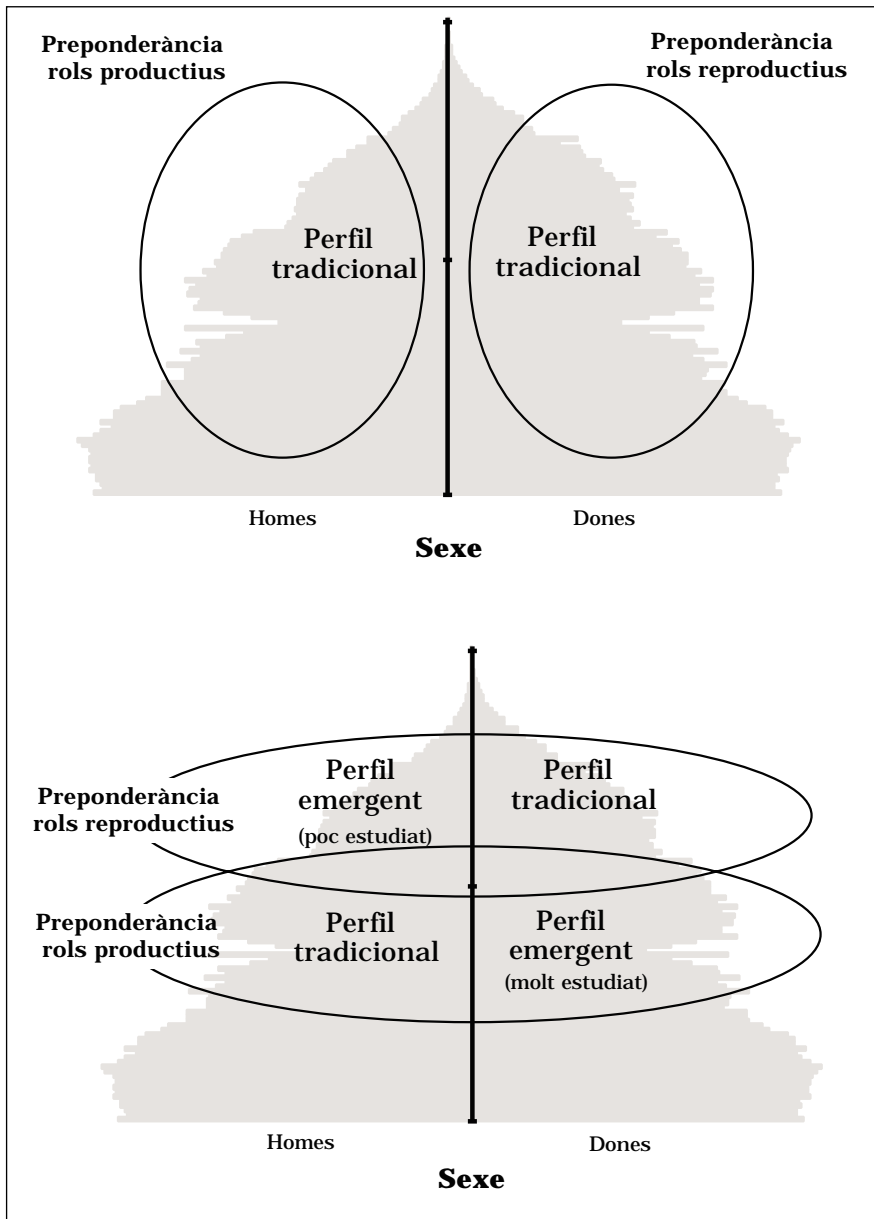 Preponderància
rols productius
Preponderància
rols reproductius
Perfil
tradicional
Perfil
tradicional
Homes
Dones
Sexe
Perfil
emergent
(poc estudiat)
Perfil
tradicional
Preponderància
rols reproductius
Preponderància
rols productius
Perfil
tradicional
Perfil
emergent
(molt estudiat)
Homes
Dones
Sexe